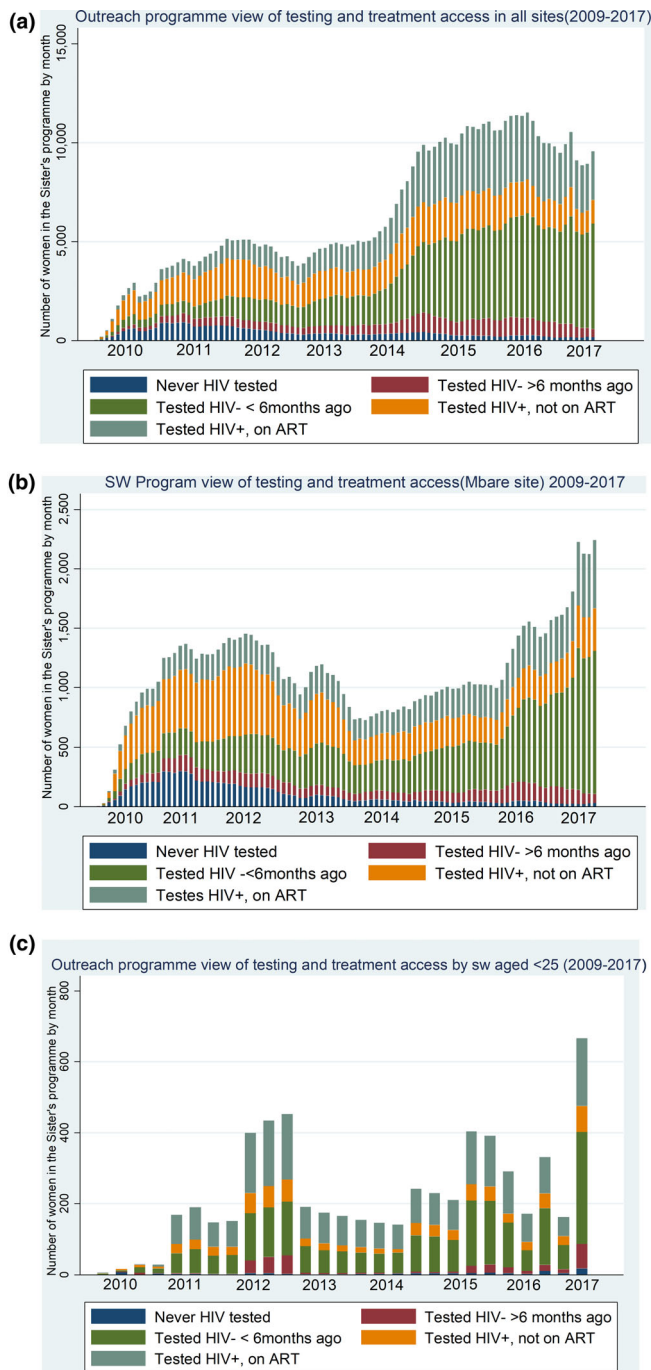 (a)
Outreach programme view of testing and treatment access in all sites(2009-2017)
Number of women in the Sister's programme by month
15,000
10,000
5,000
0
2010 2011 2012 2013 2014 2015 2016 2017
Never HIV tested Tested HIV- >6 months ago
Tested HIV- < 6months ago Tested HIV+, not on ART
Tested HIV+, on ART
(b)
SW Program view of testing and treatment access(Mbare site) 2009-2017
Number of women in the Sister's programme by month
2,500
2,000
1,500
1,000
500
0
2010 2011 2012 2013 2014 2015 2016 2017
Never HIV tested Tested HIV- >6 months ago
Tested HIV -<6months ago Tested HIV+, not on ART
Testes HIV+, on ART
(c)
Outreach programme view of testing and treatment access by sw aged <25 (2009-2017)
Number of women in the Sister's programme by month
800
600
400
200
0
2010 2011 2012 2013 2014 2015 2016 2017
Never HIV tested Tested HIV- >6 months ago
Tested HIV- < 6months ago Tested HIV+, not on ART
Tested HIV+, on ART